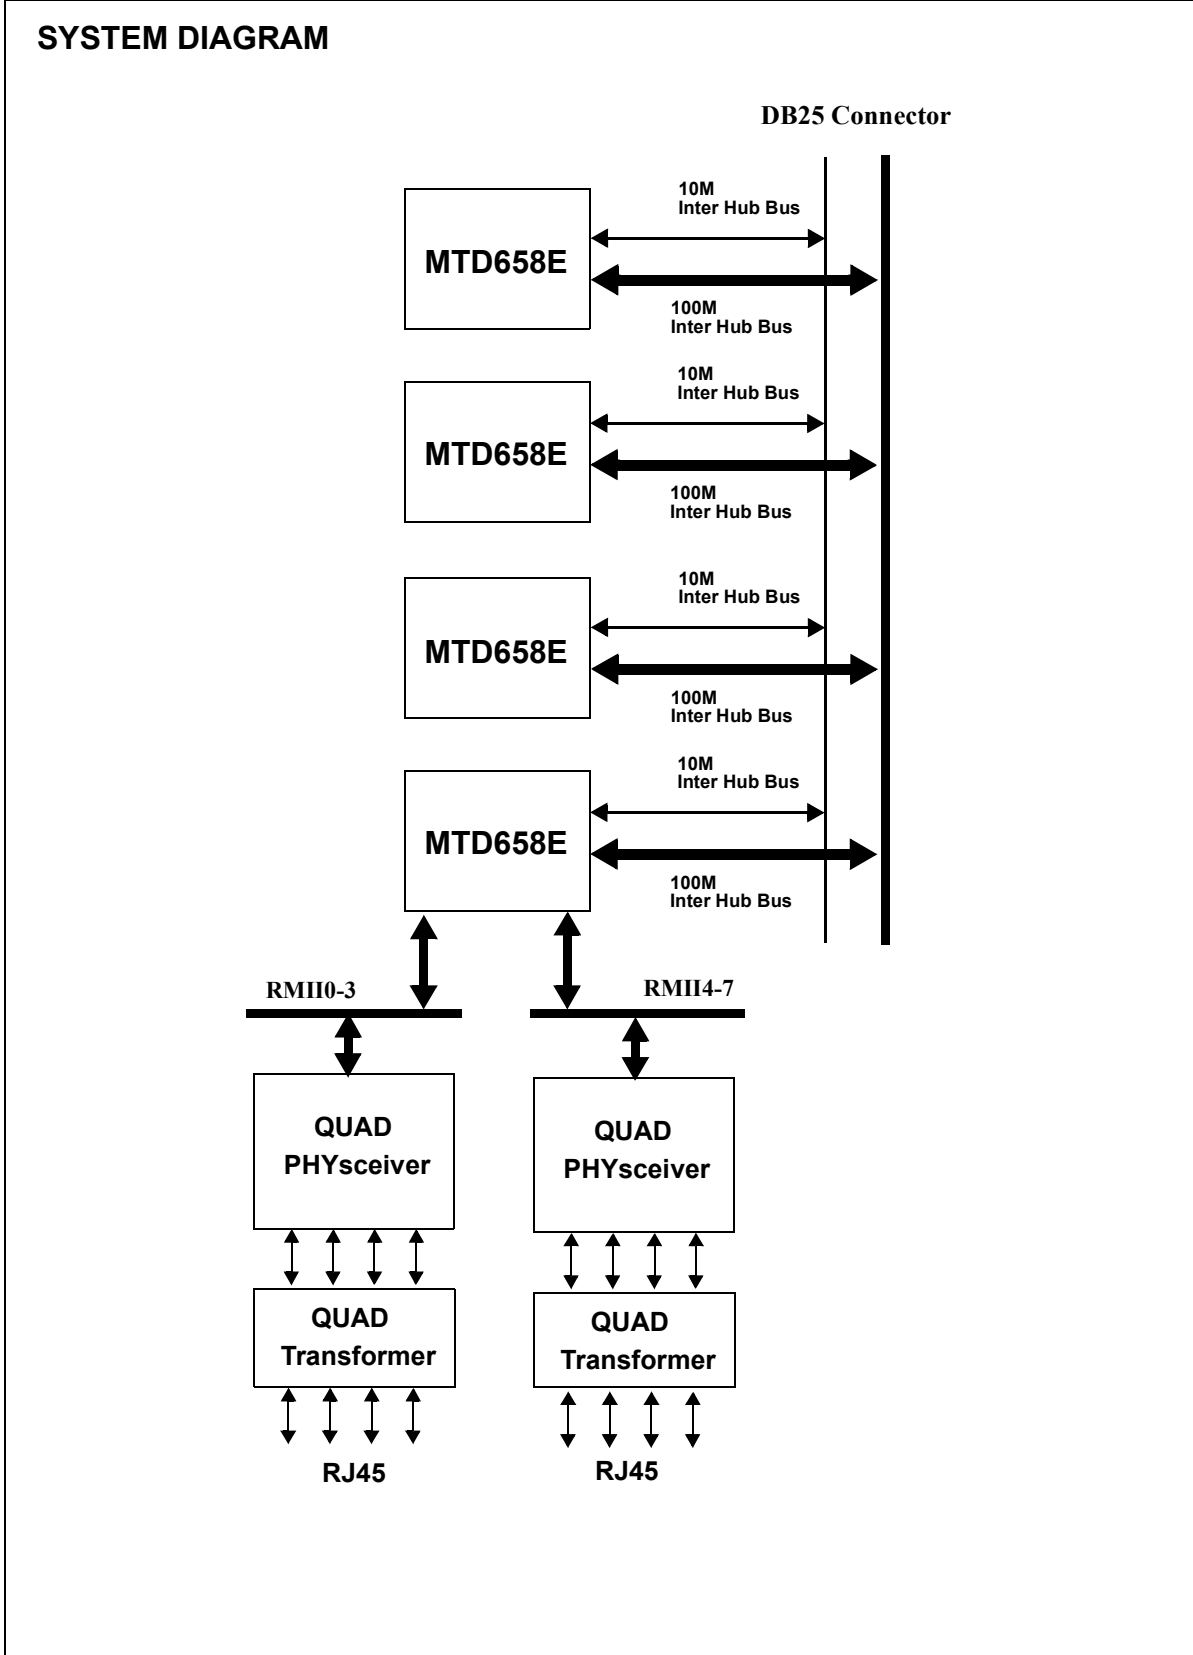 SYSTEM DIAGRAM
DB25 Connector
10M
Inter Hub Bus
MTD658E
100M
Inter Hub Bus
10M
Inter Hub Bus
MTD658E
100M
Inter Hub Bus
10M
Inter Hub Bus
MTD658E
100M
Inter Hub Bus
10M
Inter Hub Bus
MTD658E
100M
Inter Hub Bus
RMII0-3
RMII4-7
QUAD
PHYsceiver
QUAD
PHYsceiver
QUAD
Transformer
QUAD
Transformer
RJ45
RJ45